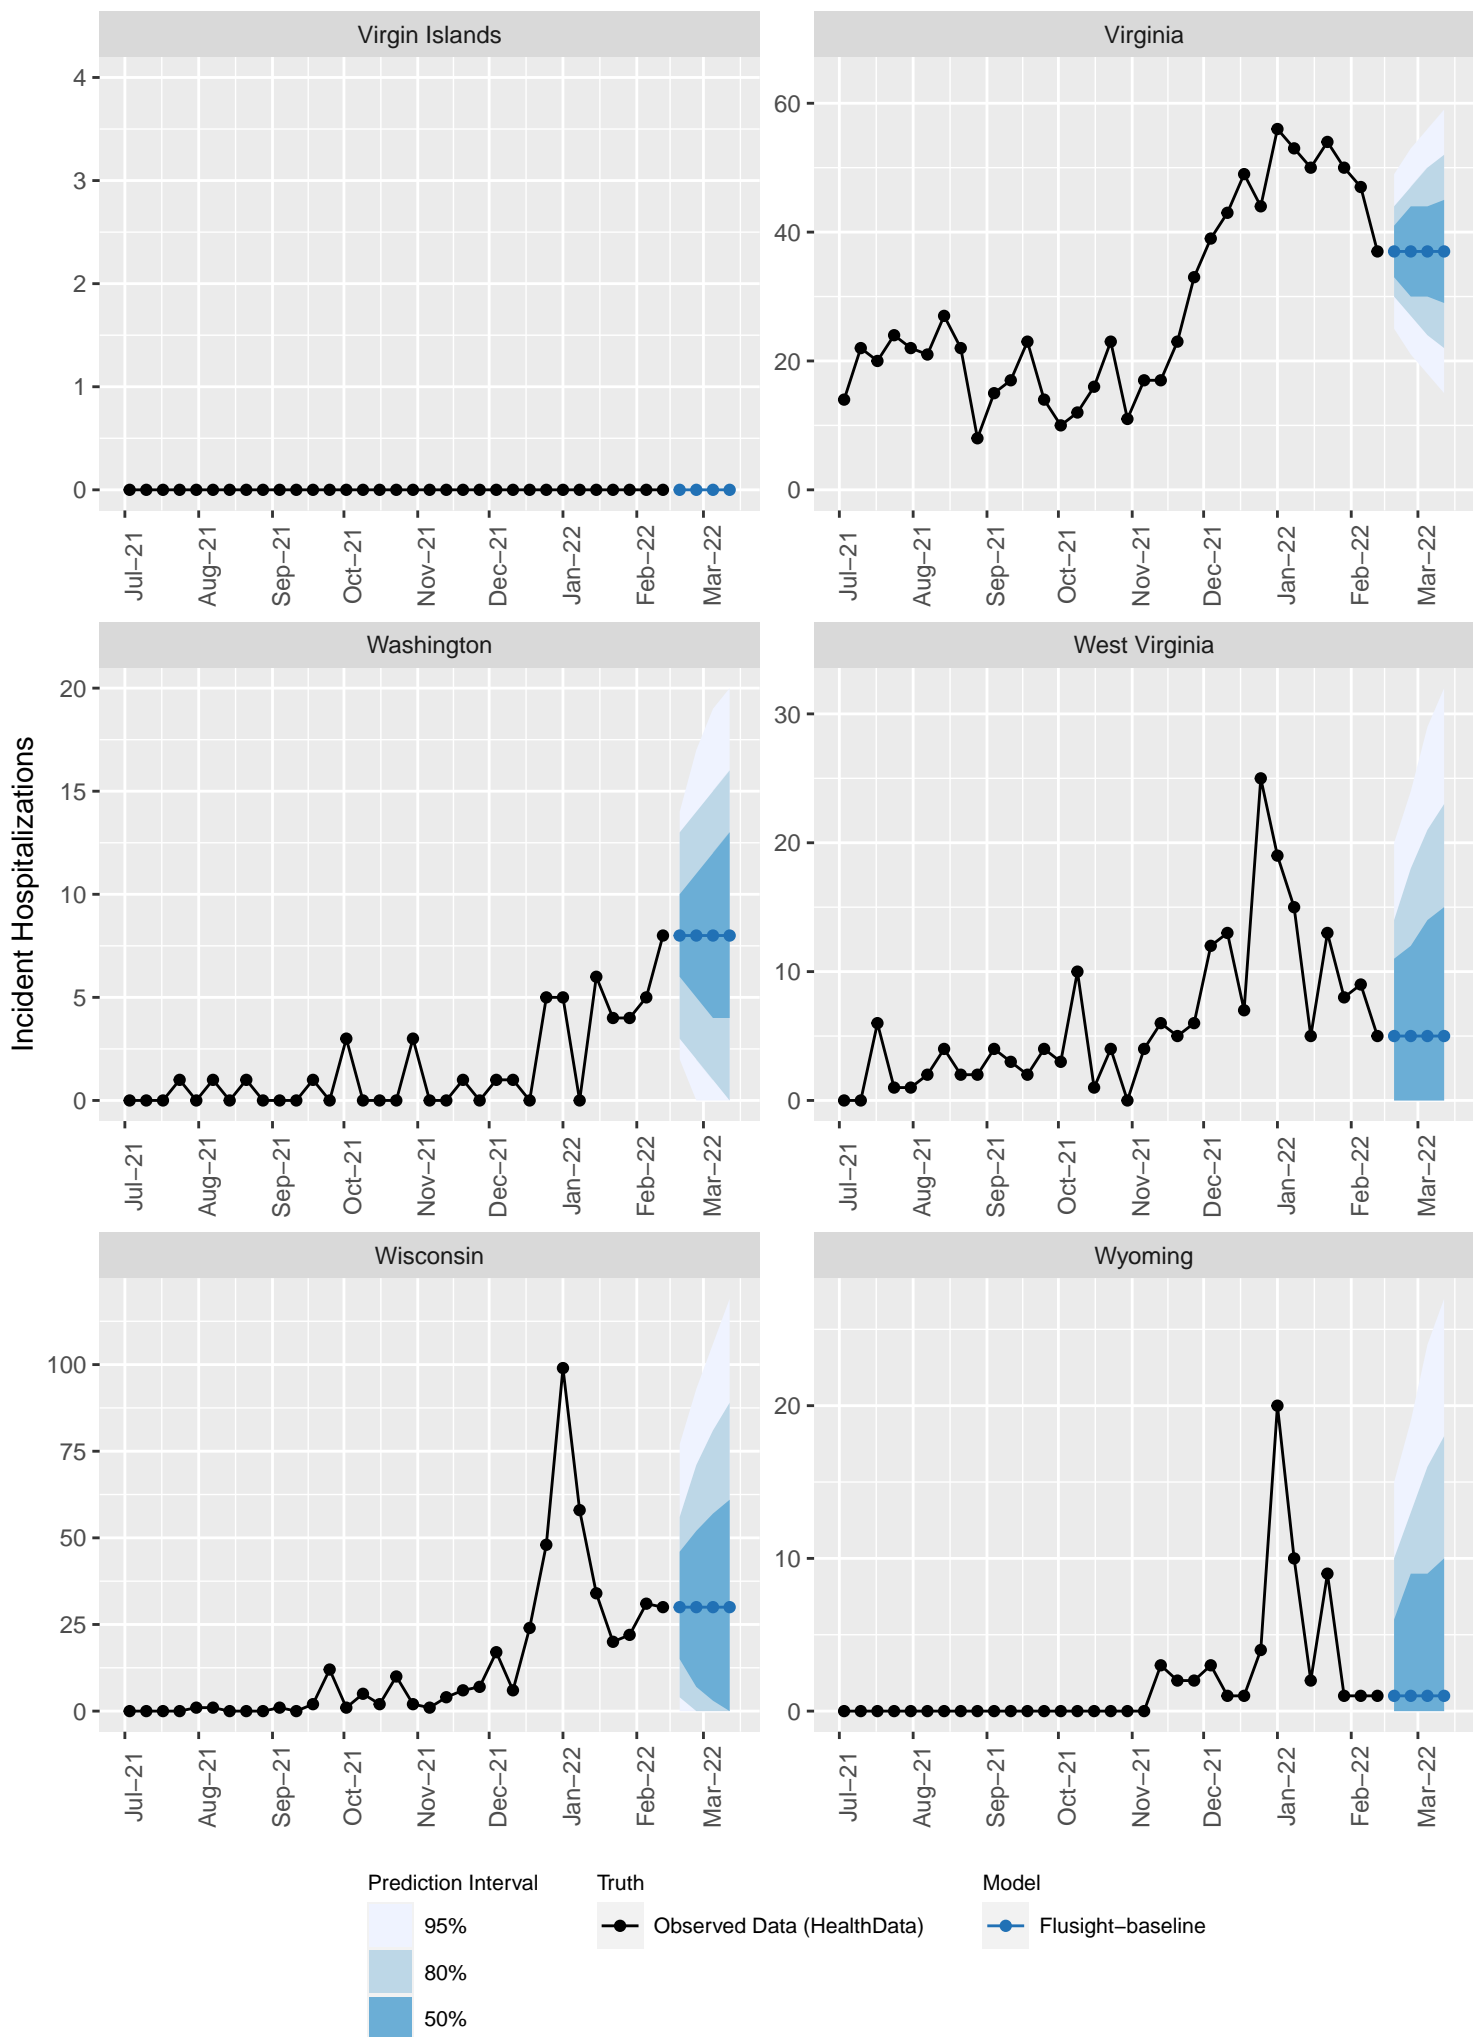 Virgin Islands
Virginia
4
3
2
1
0
60
40
20
0
Jul−21
Aug−21
Sep−21
Oct−21
Nov−21
Dec−21
Jan−22
Feb−22
Mar−22
Jul−21
Aug−21
Sep−21
Oct−21
Nov−21
Dec−21
Jan−22
Feb−22
Mar−22
Incident Hospitalizations
Washington
West Virginia
20
15
10
5
0
30
20
10
0
Jul−21
Aug−21
Sep−21
Oct−21
Nov−21
Dec−21
Jan−22
Feb−22
Mar−22
Jul−21
Aug−21
Sep−21
Oct−21
Nov−21
Dec−21
Jan−22
Feb−22
Mar−22
Wisconsin
Wyoming
100
75
50
25
0
20
10
0
Jul−21
Aug−21
Sep−21
Oct−21
Nov−21
Dec−21
Jan−22
Feb−22
Mar−22
Jul−21
Aug−21
Sep−21
Oct−21
Nov−21
Dec−21
Jan−22
Feb−22
Mar−22
Prediction Interval
95%
80%
50%
Truth
Observed Data (HealthData)
Model
Flusight−baseline